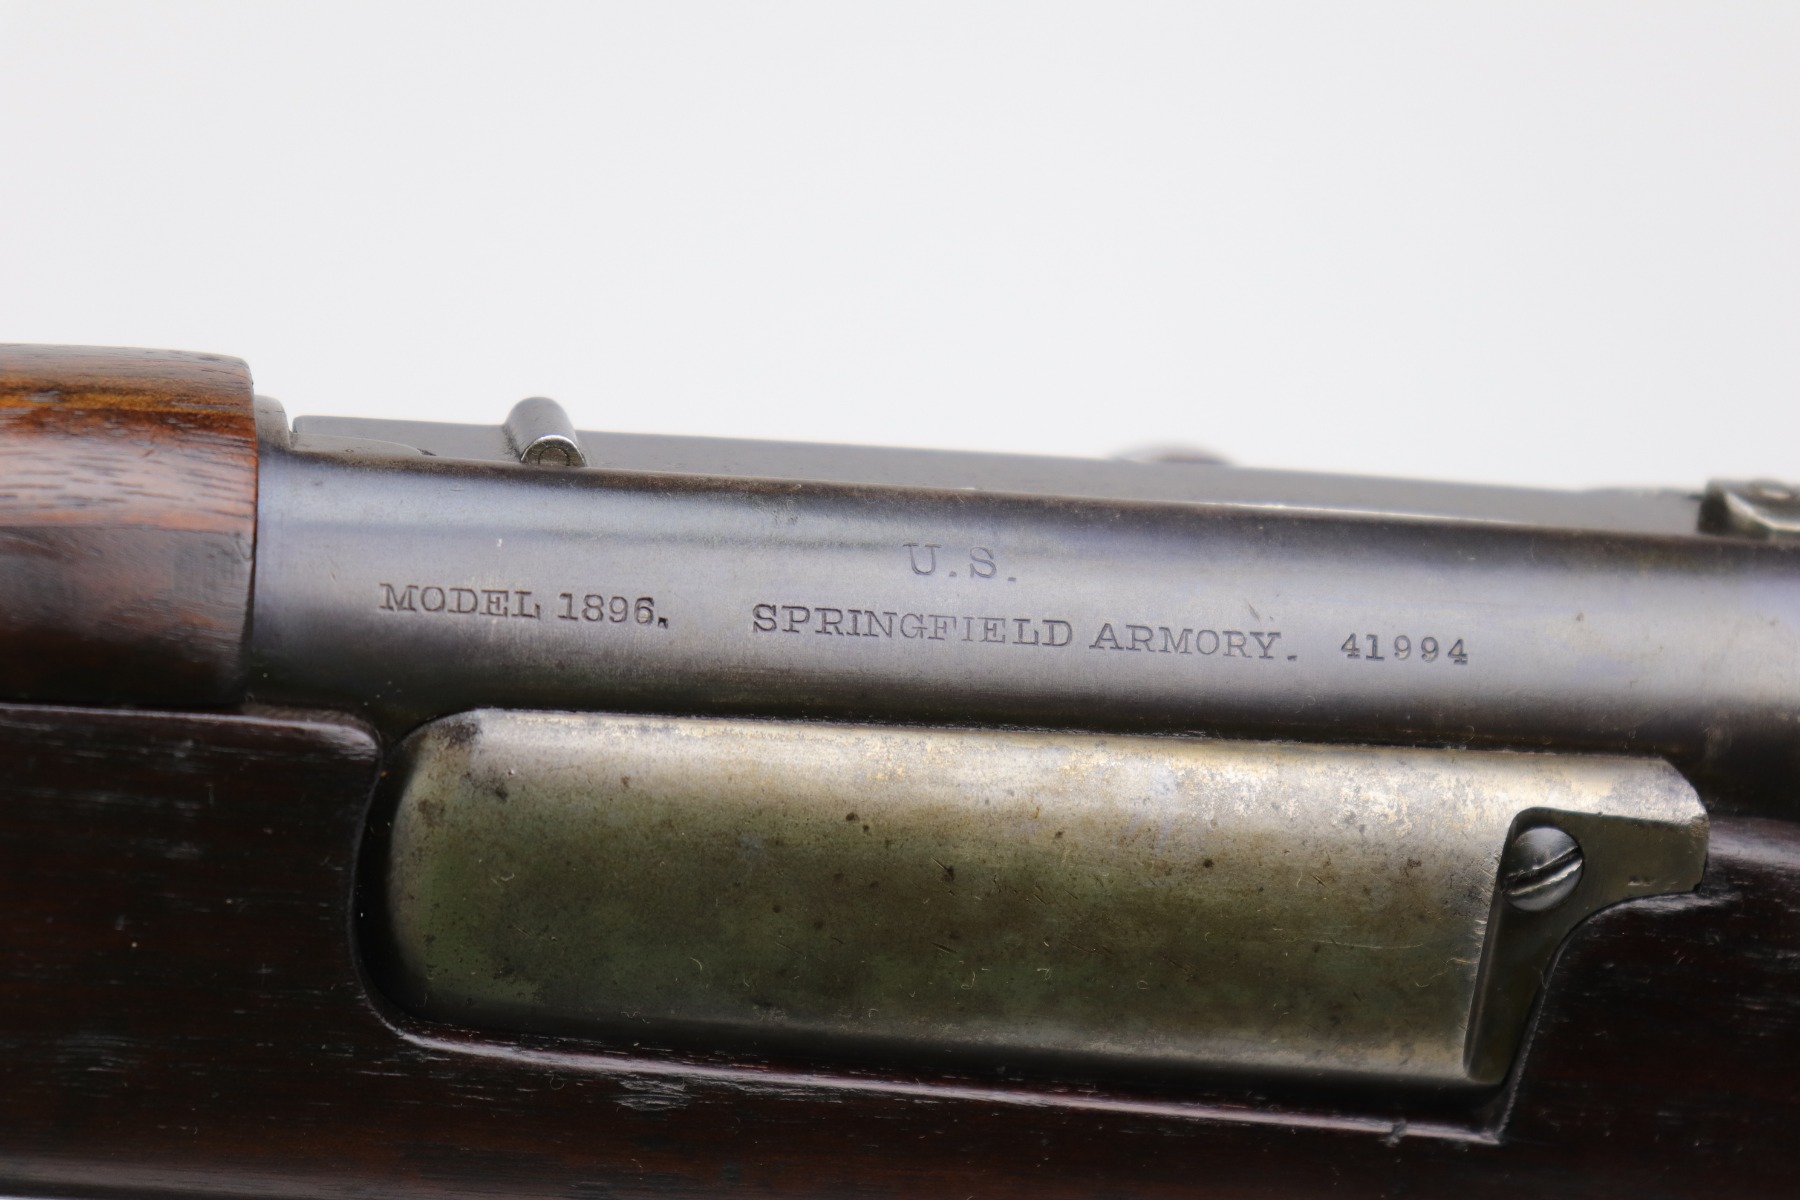 U.S.
MODEL 1896. SPRINGFIELD ARMORY. 41994